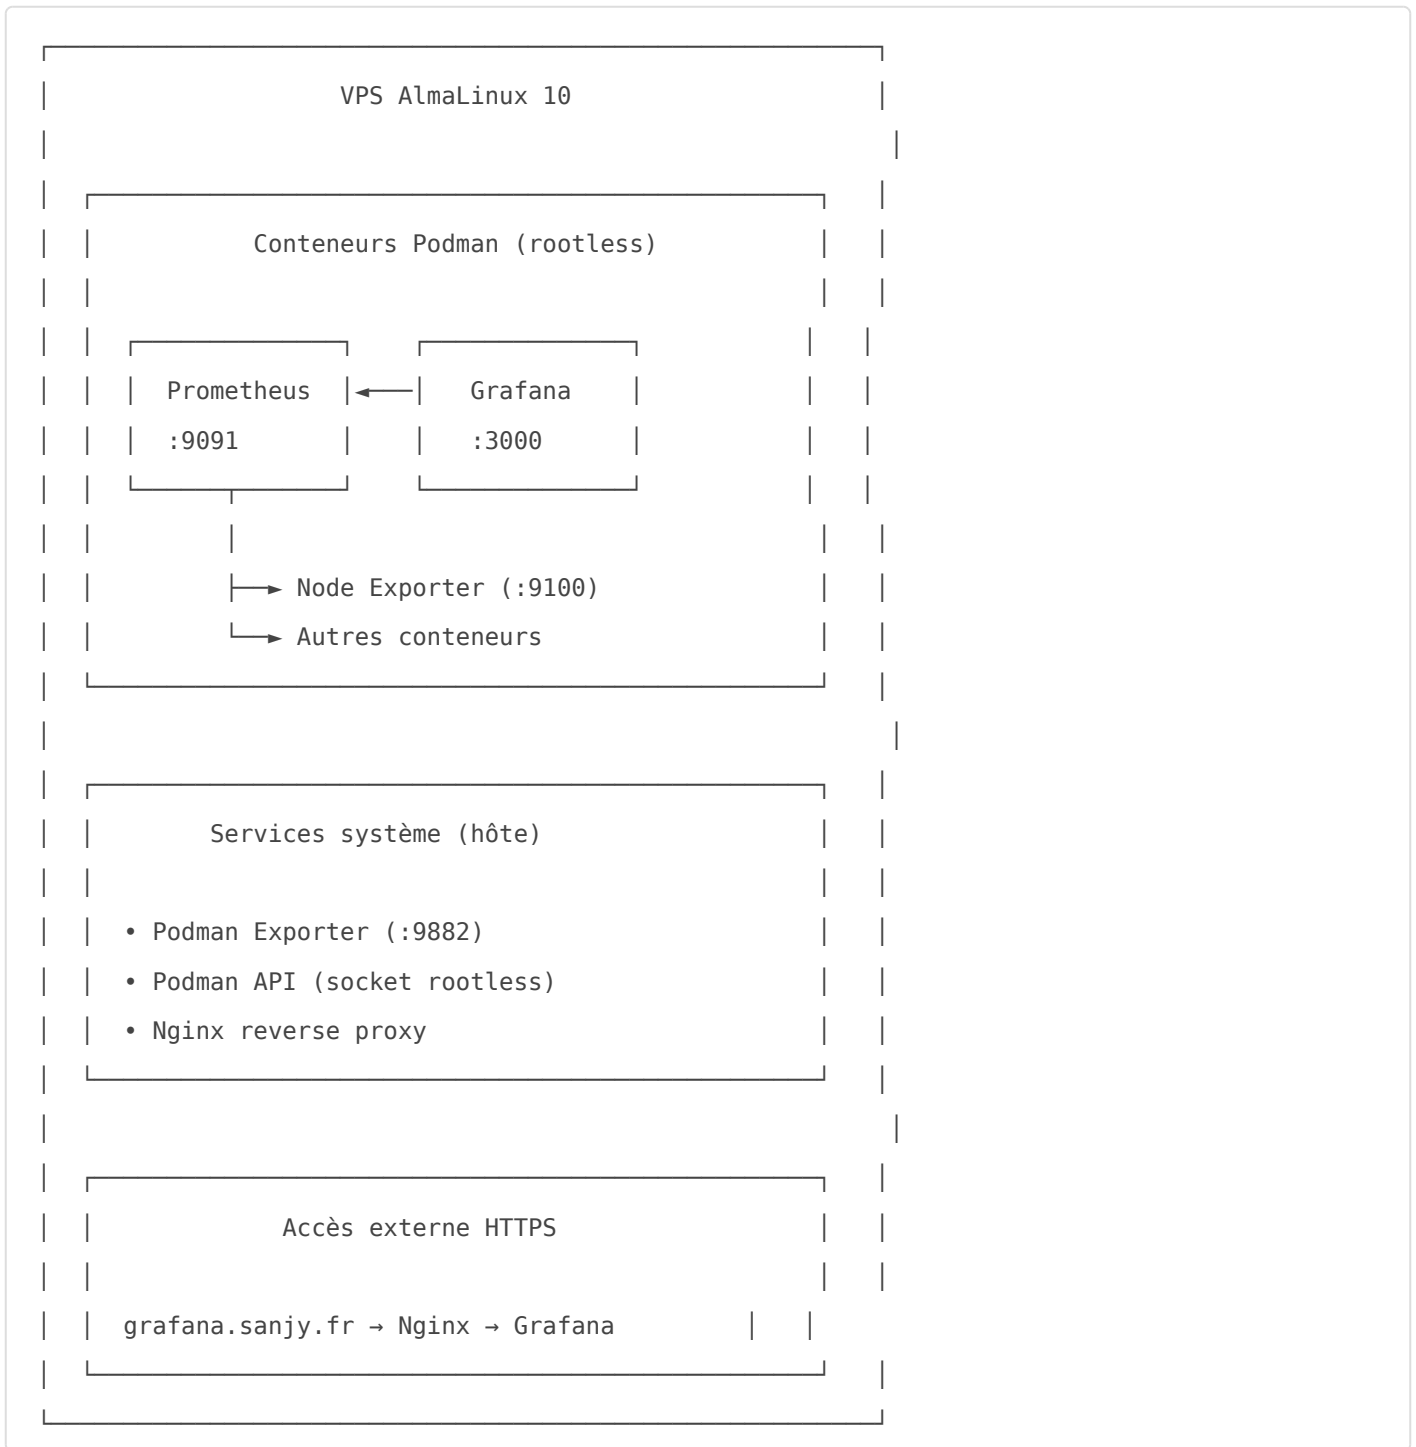 VPS AlmaLinux 10
Conteneurs Podman (rootless)
Prometheus ◄── Grafana
:9091 :3000
├──► Node Exporter (:9100)
└──► Autres conteneurs
Services système (hôte)
• Podman Exporter (:9882)
• Podman API (socket rootless)
• Nginx reverse proxy
Accès externe HTTPS
grafana.sanjy.fr → Nginx → Grafana